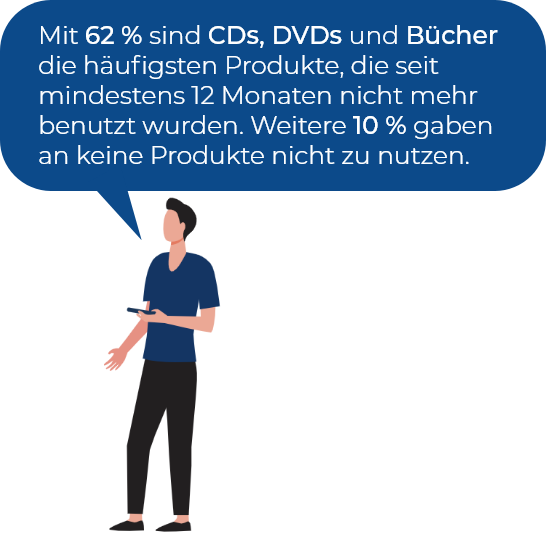 Mit 62 % sind CDs, DVDs und Bücher
die häufigsten Produkte, die seit
mindestens 12 Monaten nicht mehr
benutzt wurden. Weitere 10 % gaben
an keine Produkte nicht zu nutzen.